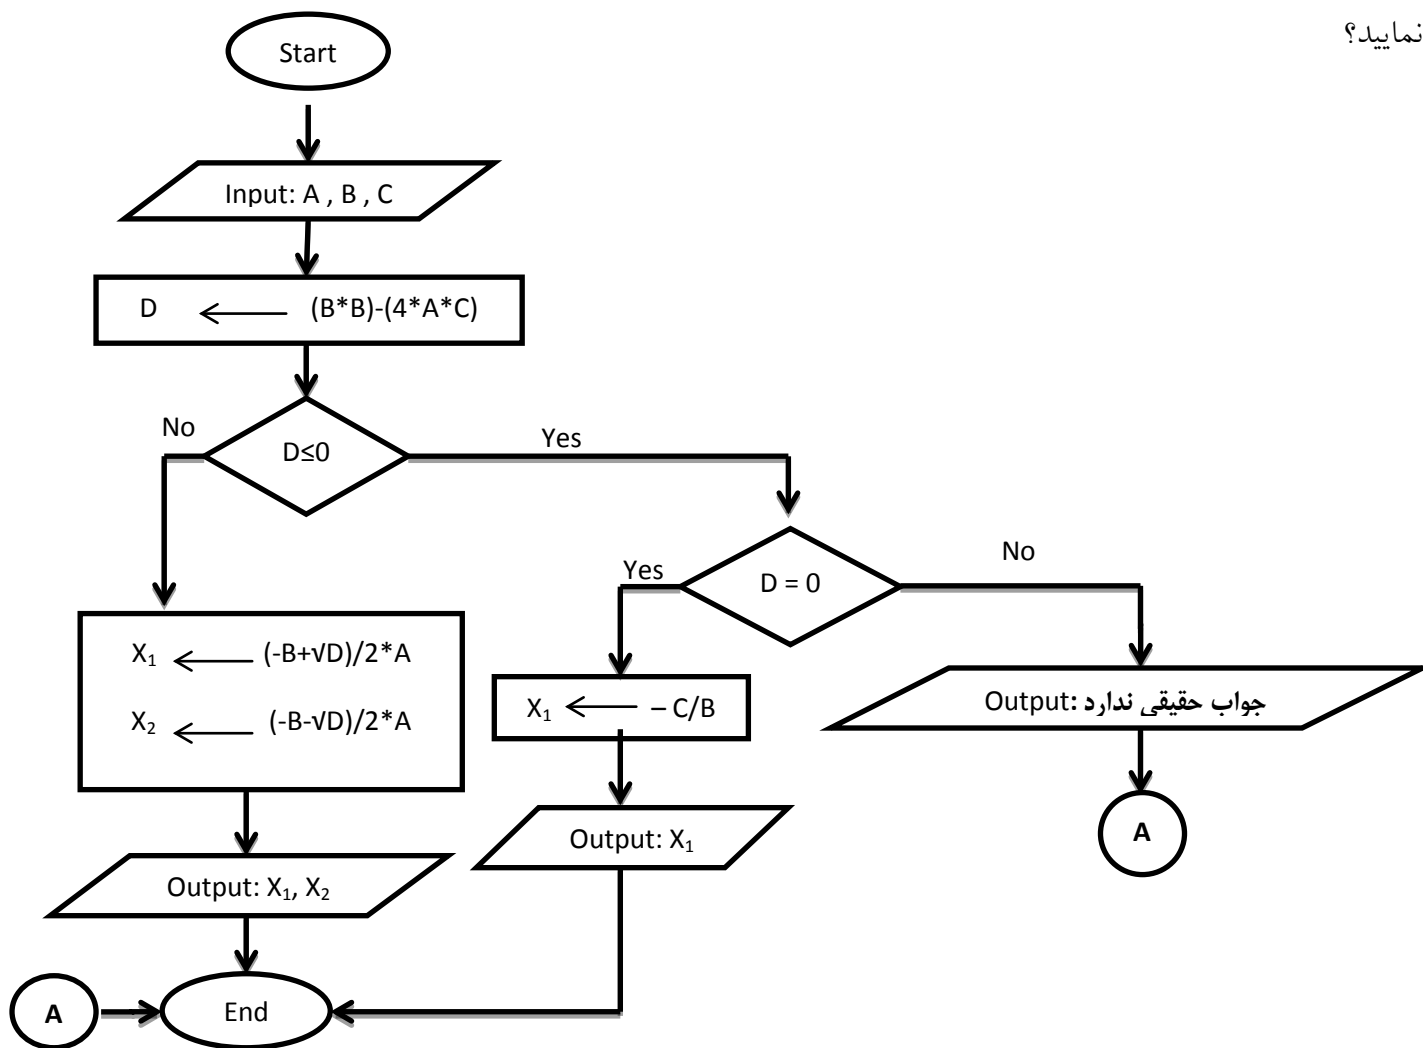 نمایید؟
Start
Input: A , B , C
D ← (B*B)-(4*A*C)
D≤0
No
Yes
D = 0
Yes
No
X₁ ← (-B+√D)/2*A
X₂ ← (-B-√D)/2*A
X₁ ← – C/B
Output: جواب حقیقی ندارد
Output: X₁
A
Output: X₁, X₂
A
End